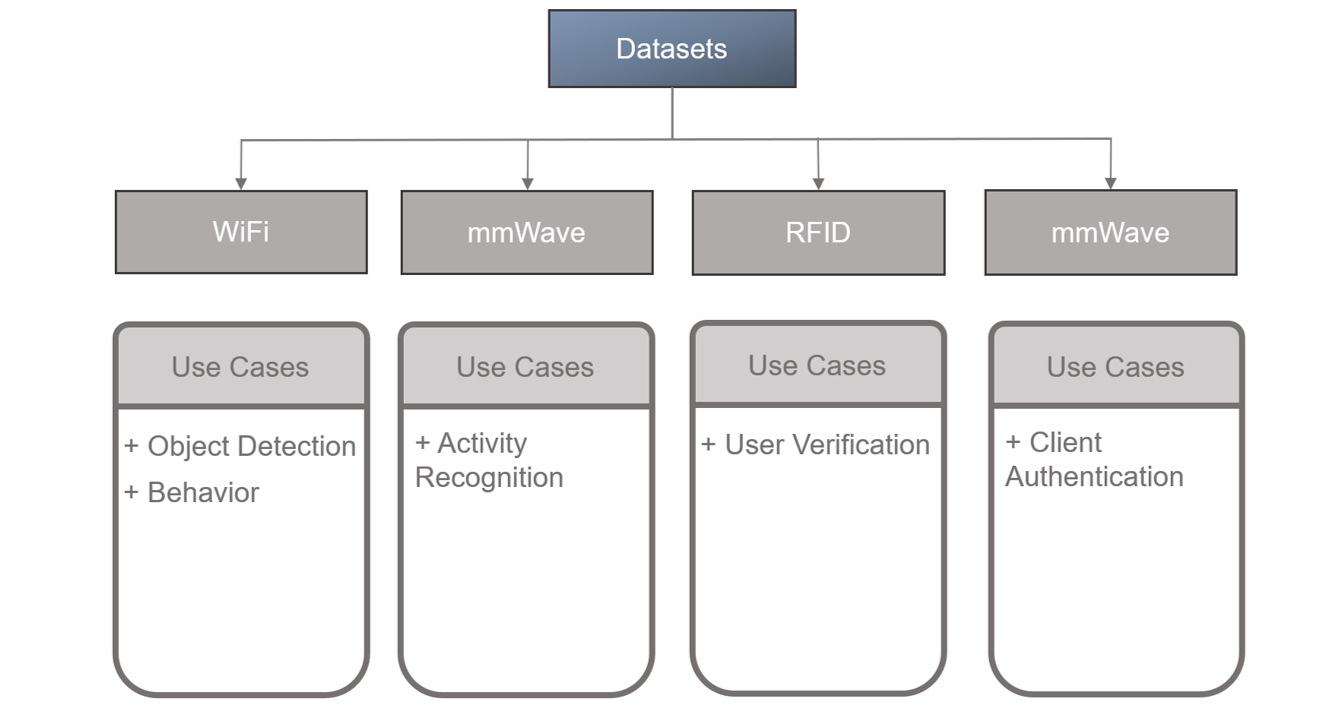 Datasets
WiFi
mmWave
RFID
mmWave
Use Cases
Use Cases
Use Cases
Use Cases
+ Object Detection
+ Behavior
+ Activity
Recognition
+ User Verification
+ Client
Authentication